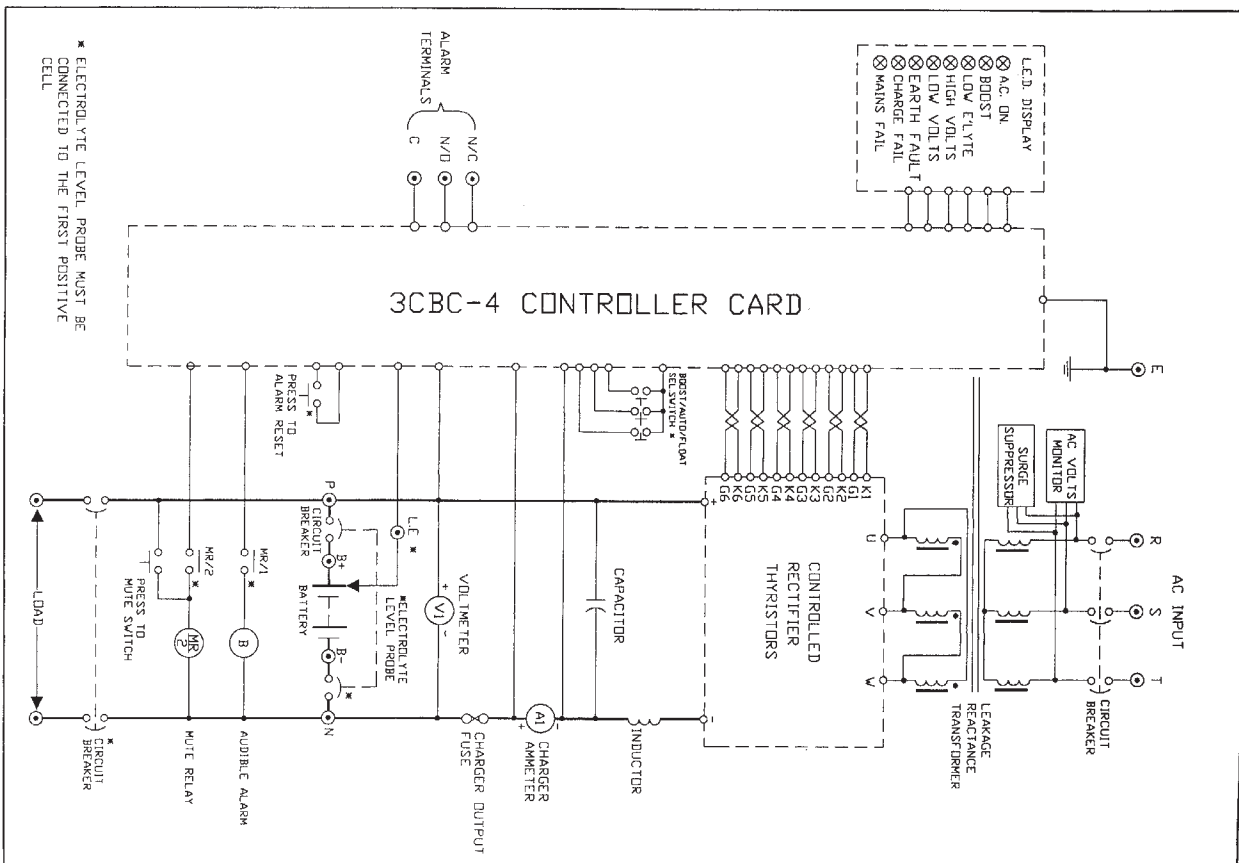 L.E.D. DISPLAY
A.C. ON.
BOOST
LOW E'LYTE
HIGH VOLTS
LOW VOLTS
EARTH FAULT
CHARGE FAIL
MAINS FAIL
ALARM
TERMINALS
N/C
N/O
C
* ELECTROLYTE LEVEL PROBE MUST BE
CONNECTED TO THE FIRST POSITIVE
CELL
3CBC-4 CONTROLLER CARD
E
AC INPUT
R
S
T
CIRCUIT
BREAKER
AC VOLTS
MONITOR
SURGE
SUPPRESSOR
LEAKAGE
REACTANCE
TRANSFORMER
U
V
W
K1
G1
K2
G2
K3
G3
K4
G4
K5
G5
K6
G6
CONTROLLED
RECTIFIER
THYRISTORS
+
-
BOOST/AUTO/FLOAT
SELSWITCH *
CAPACITOR
INDUCTOR
A1
+
-
CHARGER
AMMETER
CHARGER OUTPUT
FUSE
VOLTMETER
+
V1
-
L.E *
*ELECTROLYTE
LEVEL PROBE
P
CIRCUIT
BREAKER
B+
BATTERY
B-
*
N
PRESS TO
ALARM RESET
*
MR/1
*
B
AUDIBLE ALARM
MR/2
*
MR
2
MUTE RELAY
PRESS TO
MUTE SWITCH
LOAD
*
CIRCUIT
BREAKER